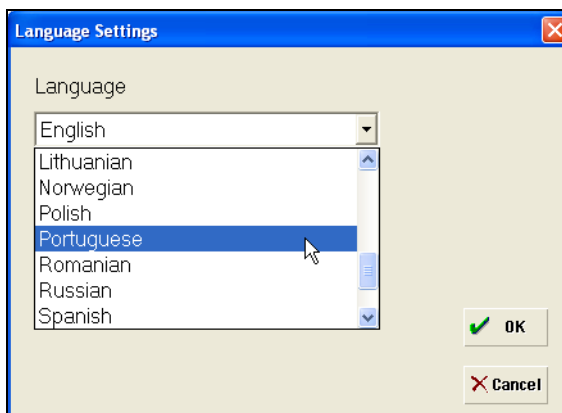 Language Settings
Language
English
Lithuanian
Norwegian
Polish
Portuguese
Romanian
Russian
Spanish
OK
Cancel